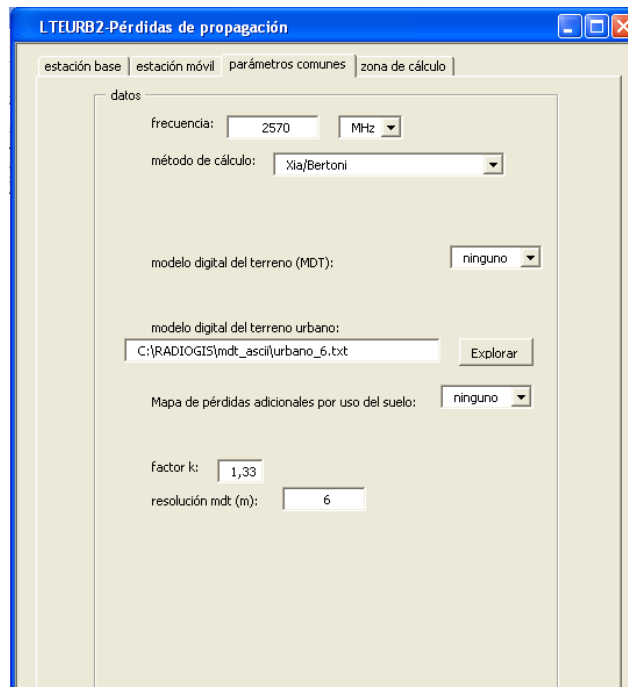 LTEURB2-Pérdidas de propagación
estación base estación móvil parámetros comunes zona de cálculo
datos
frecuencia: 2570 MHz
método de cálculo: Xia/Bertoni
modelo digital del terreno (MDT): ninguno
modelo digital del terreno urbano:
C:\RADIOGIS\mdt_ascii\urbano_6.txt Explorar
Mapa de pérdidas adicionales por uso del suelo: ninguno
factor k: 1,33
resolución mdt (m): 6